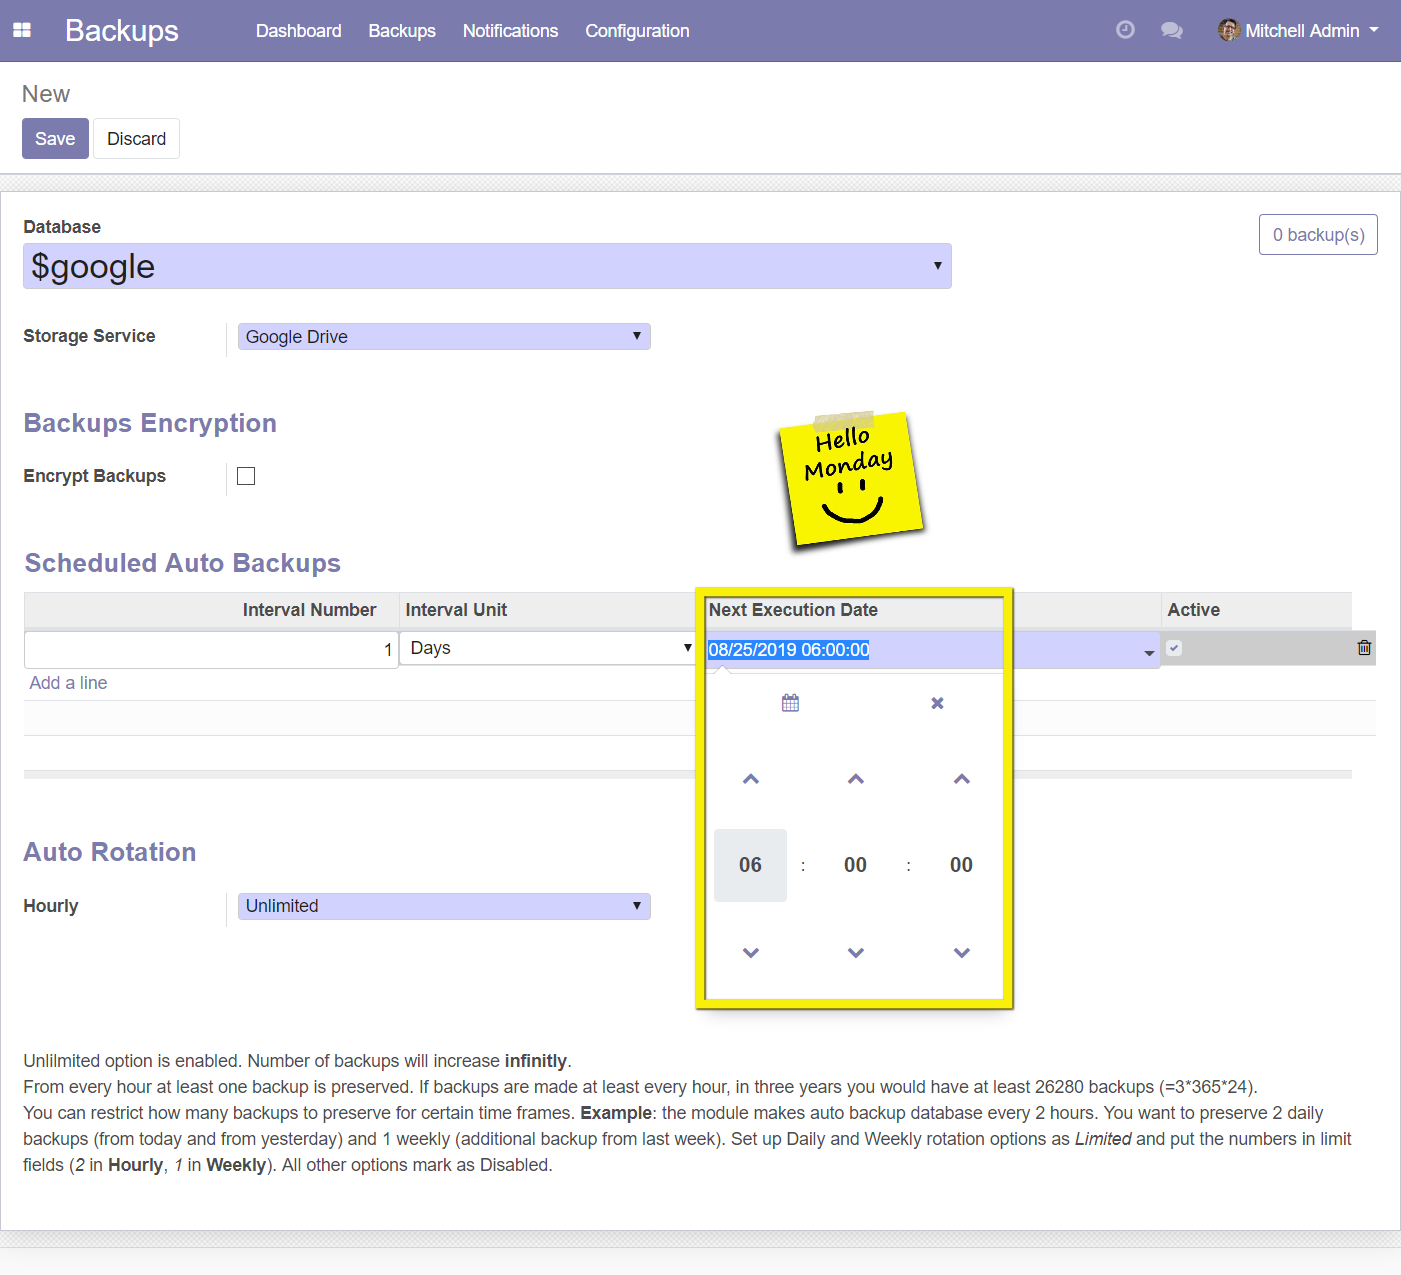 Backups
Dashboard Backups Notifications Configuration
Mitchell Admin
New
Save Discard
Database
0 backup(s)
$google
Storage Service
Google Drive
Backups Encryption
Encrypt Backups
Hello
Monday
Scheduled Auto Backups
Interval Number Interval Unit Next Execution Date Active
1 Days 08/25/2019 06:00:00
Add a line
06 : 00 : 00
Auto Rotation
Hourly
Unlimited
Unlilmited option is enabled. Number of backups will increase infinitly.
From every hour at least one backup is preserved. If backups are made at least every hour, in three years you would have at least 26280 backups (=3*365*24).
You can restrict how many backups to preserve for certain time frames. Example: the module makes auto backup database every 2 hours. You want to preserve 2 daily
backups (from today and from yesterday) and 1 weekly (additional backup from last week). Set up Daily and Weekly rotation options as Limited and put the numbers in limit
fields (2 in Hourly, 1 in Weekly). All other options mark as Disabled.